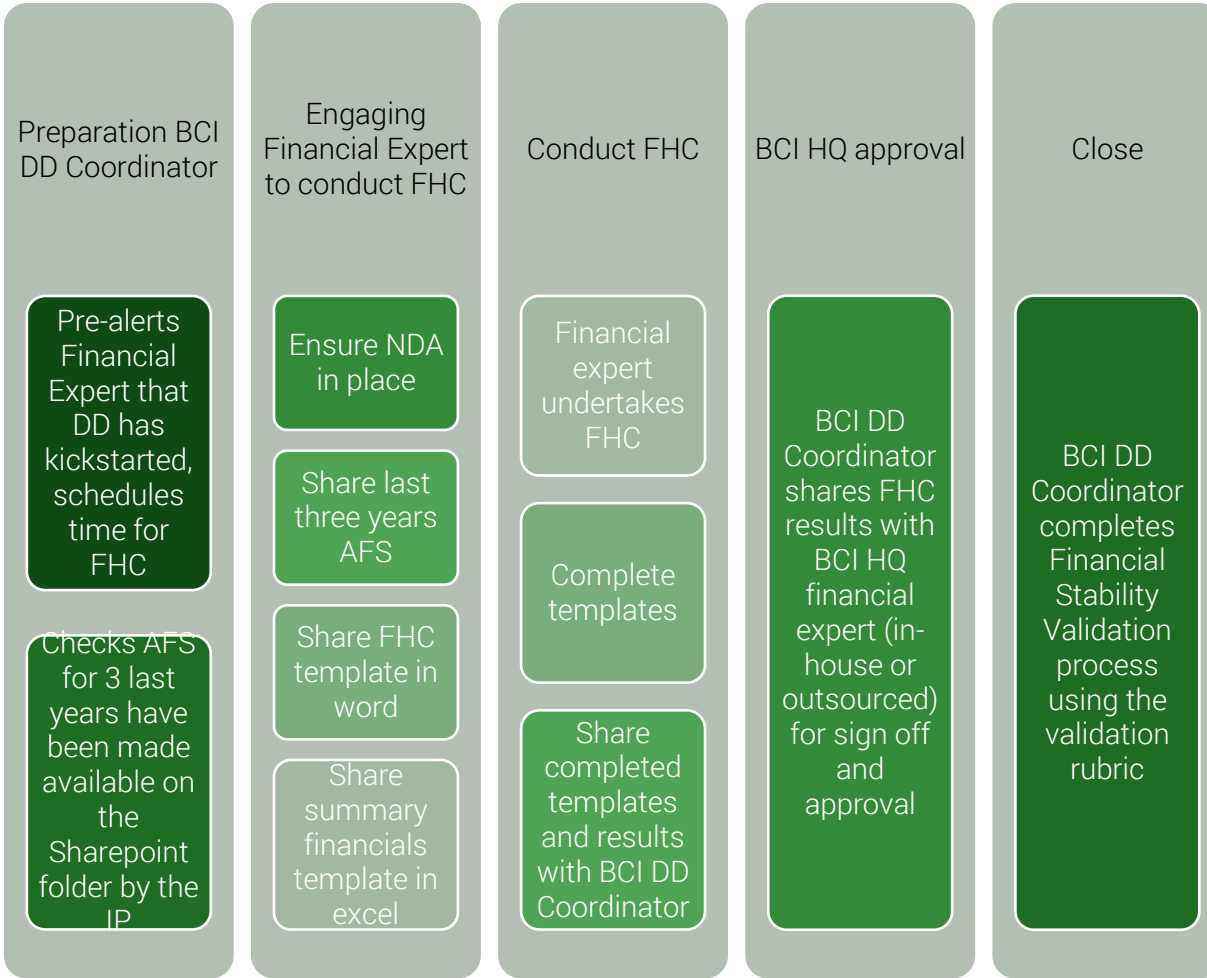 Preparation BCI
DD Coordinator
Pre-alerts
Financial
Expert that
DD has
kickstarted,
schedules
time for
FHC
Checks AFS
for 3 last
years have
been made
available on
the
Sharepoint
folder by the
IP
Engaging
Financial Expert
to conduct FHC
Ensure NDA
in place
Share last
three years
AFS
Share FHC
template in
word
Share
summary
financials
template in
excel
Conduct FHC
Financial
expert
undertakes
FHC
Complete
templates
Share
completed
templates
and results
with BCI DD
Coordinator
BCI HQ approval
BCI DD
Coordinator
shares FHC
results with
BCI HQ
financial
expert (in-
house or
outsourced)
for sign off
and
approval
Close
BCI DD
Coordinator
completes
Financial
Stability
Validation
process
using the
validation
rubric